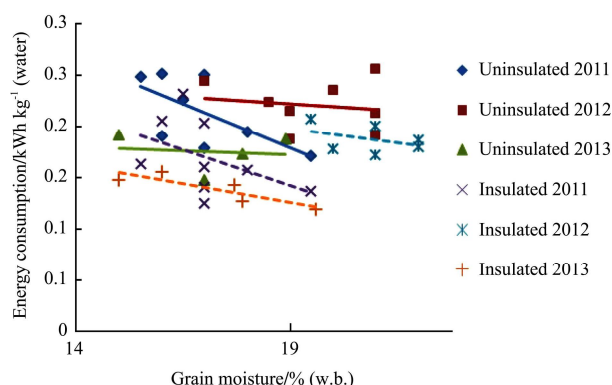 Energy consumption/kWh kg⁻¹ (water)
0.3
0.3
0.2
0.2
0.1
0.1
0
14
19
Grain moisture/% (w.b.)
Uninsulated 2011
Uninsulated 2012
Uninsulated 2013
Insulated 2011
Insulated 2012
Insulated 2013